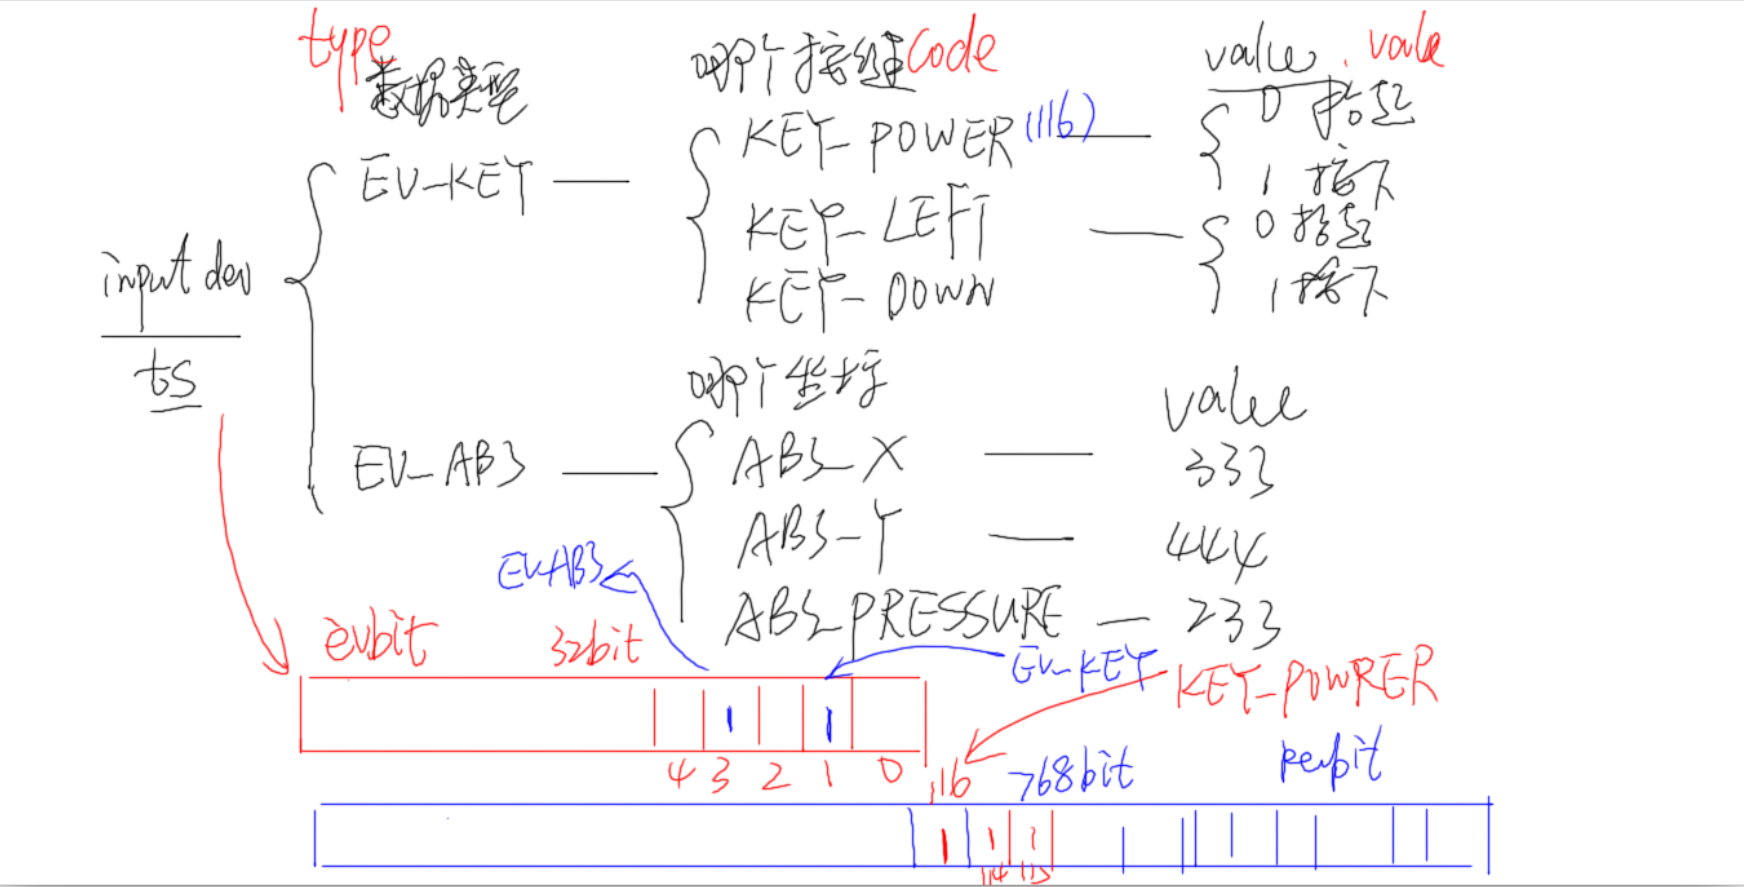 type 数据类型
哪个按键 code
value. value
EV-KEY
KEY-POWER (116)
0 抬起
1 按下
KEY-LEFT
0 抬起
1 按下
KEY-DOWN
input dev
ts
哪个坐标
value
EV-ABS
ABS-X
333
ABS-Y
444
ABS-PRESSURE
233
EV-ABS
evbit
32bit
EV-KEY
KEY-POWRER
1
1
4 3 2 1 0
116
768bit
keybit
1 1 1
114 113